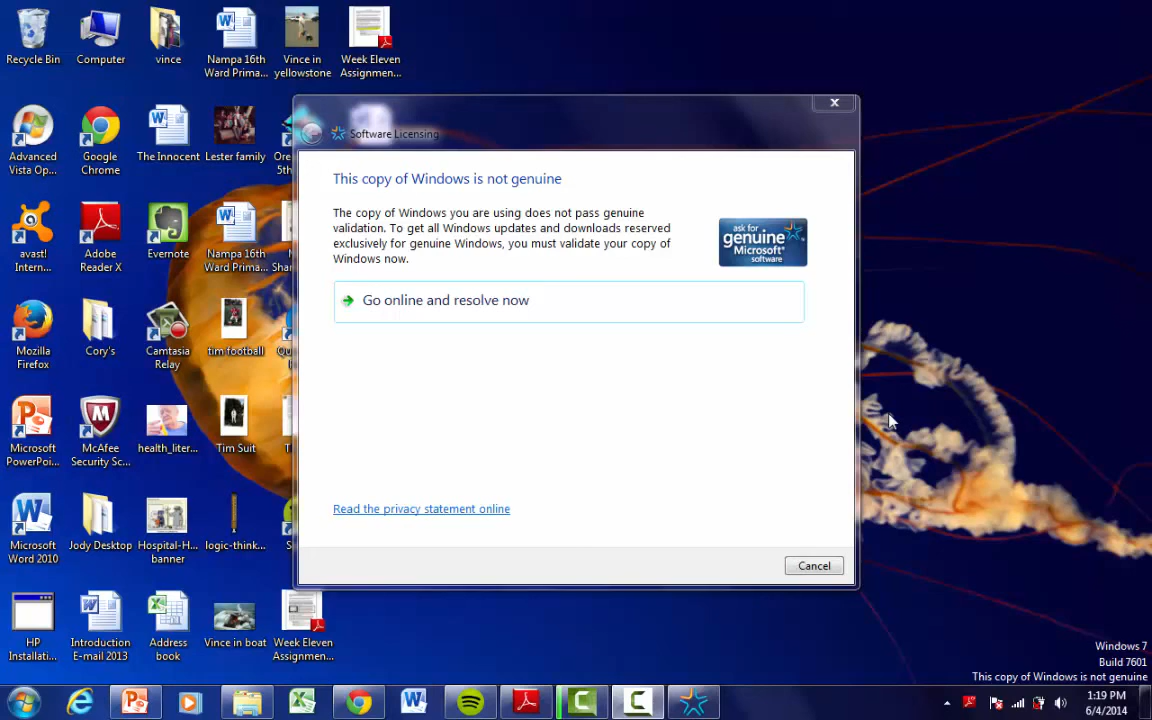 Recycle Bin
Computer
vince
Nampa 16th
Ward Prima...
Vince in
yellowstone
Week Eleven
Assignmen...
Advanced
Vista Op...
Google
Chrome
The Innocent
Lester family
Ore
5th
Software Licensing
This copy of Windows is not genuine
The copy of Windows you are using does not pass genuine
validation. To get all Windows updates and downloads reserved
exclusively for genuine Windows, you must validate your copy of
Windows now.
ask for
genuine
Microsoft®
software
Go online and resolve now
Read the privacy statement online
Cancel
avast!
Intern...
Adobe
Reader X
Evernote
Nampa 16th
Ward Prima...
Mozilla
Firefox
Cory's
Camtasia
Relay
tim football
Microsoft
PowerPoi...
McAfee
Security Sc...
health_liter...
Tim Suit
Microsoft
Word 2010
Jody Desktop
Hospital-H...
banner
logic-think...
HP
Installati...
Introduction
E-mail 2013
Address
book
Vince in boat
Week Eleven
Assignmen...
Windows 7
Build 7601
This copy of Windows is not genuine
1:19 PM
6/4/2014